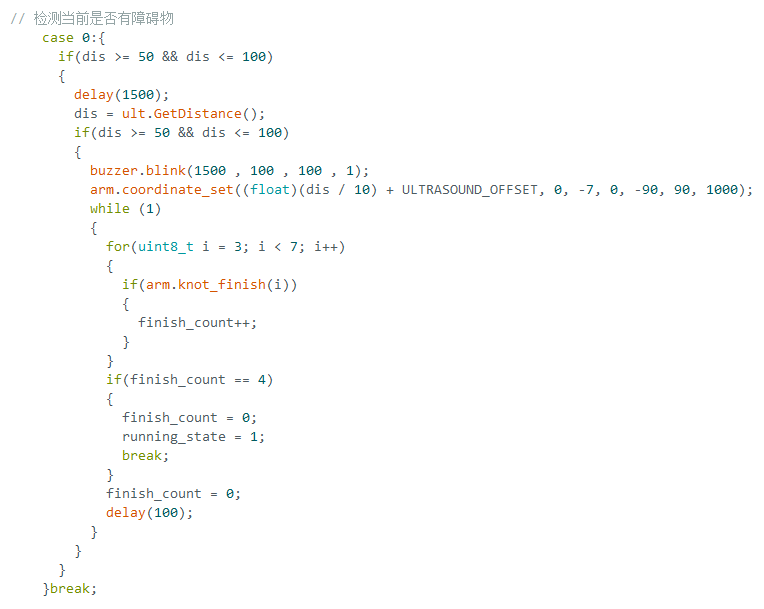 // 检测当前是否有障碍物
    case 0:{
      if(dis >= 50 && dis <= 100)
      {
        delay(1500);
        dis = ult.GetDistance();
        if(dis >= 50 && dis <= 100)
        {
          buzzer.blink(1500 , 100 , 100 , 1);
          arm.coordinate_set((float)(dis / 10) + ULTRASOUND_OFFSET, 0, -7, 0, -90, 90, 1000);
          while (1)
          {
            for(uint8_t i = 3; i < 7; i++)
            {
              if(arm.knot_finish(i))
              {
                finish_count++;
              }
            }
            if(finish_count == 4)
            {
              finish_count = 0;
              running_state = 1;
              break;
            }
            finish_count = 0;
            delay(100);
          }
        }
      }
    }break;